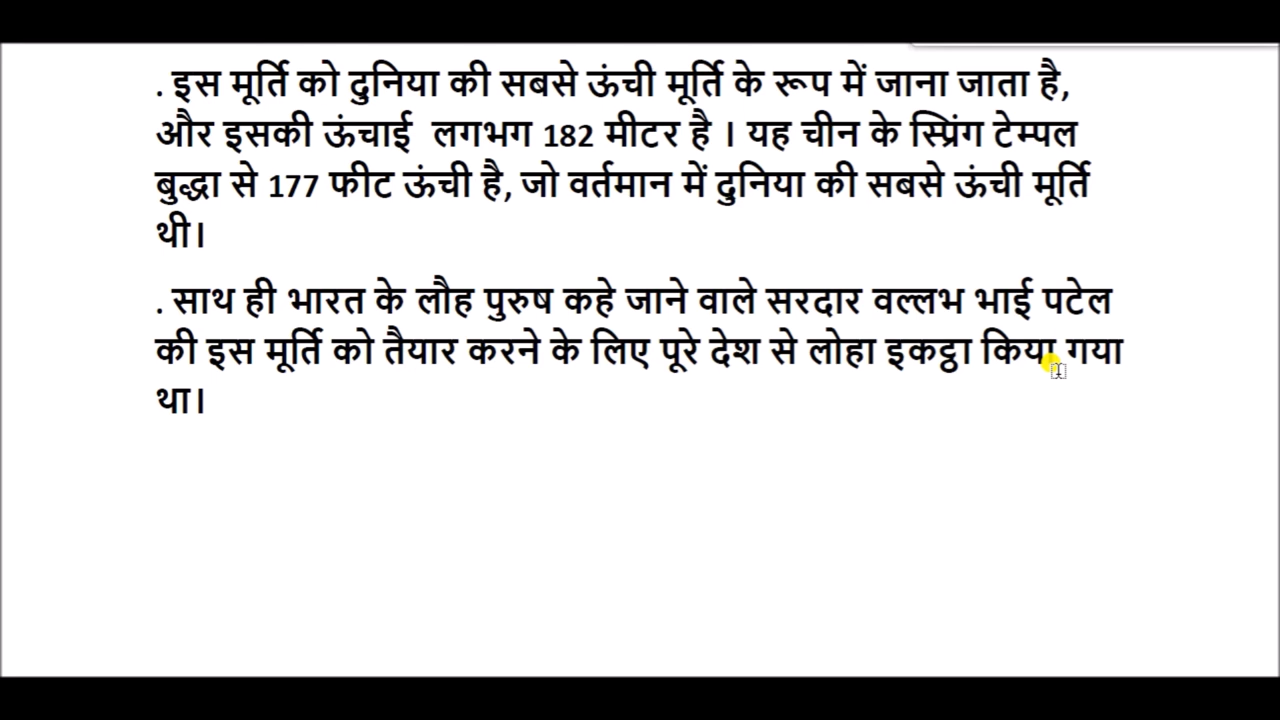 . इस मूर्ति को दुनिया की सबसे ऊंची मूर्ति के रूप में जाना जाता है,
और इसकी ऊंचाई लगभग 182 मीटर है । यह चीन के स्प्रिंग टेम्पल
बुद्धा से 177 फीट ऊंची है, जो वर्तमान में दुनिया की सबसे ऊंची मूर्ति
थी।
. साथ ही भारत के लौह पुरुष कहे जाने वाले सरदार वल्लभ भाई पटेल
की इस मूर्ति को तैयार करने के लिए पूरे देश से लोहा इकट्ठा किया गया
था।